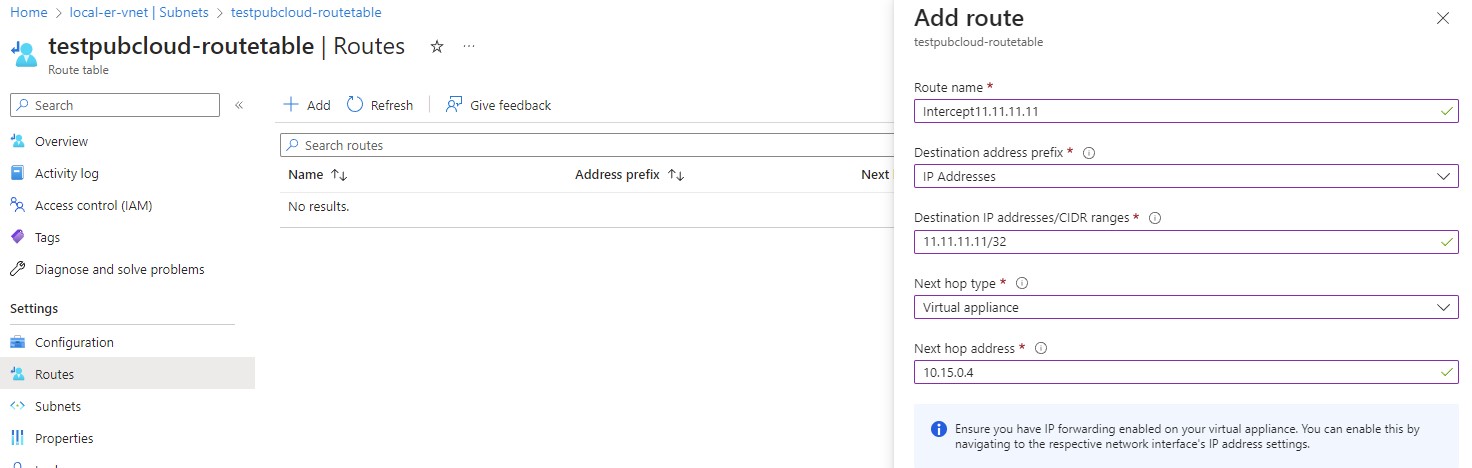 Home > local-er-vnet | Subnets > testpubcloud-routetable
testpubcloud-routetable | Routes
Route table
Search
Overview
Activity log
Access control (IAM)
Tags
Diagnose and solve problems
Settings
Configuration
Routes
Subnets
Properties
Add
Refresh
Give feedback
Search routes
Name
Address prefix
Next
No results.
Add route
testpubcloud-routetable
Route name *
Intercept11.11.11.11
Destination address prefix *
IP Addresses
Destination IP addresses/CIDR ranges *
11.11.11.11/32
Next hop type *
Virtual appliance
Next hop address *
10.15.0.4
Ensure you have IP forwarding enabled on your virtual appliance. You can enable this by
navigating to the respective network interface's IP address settings.